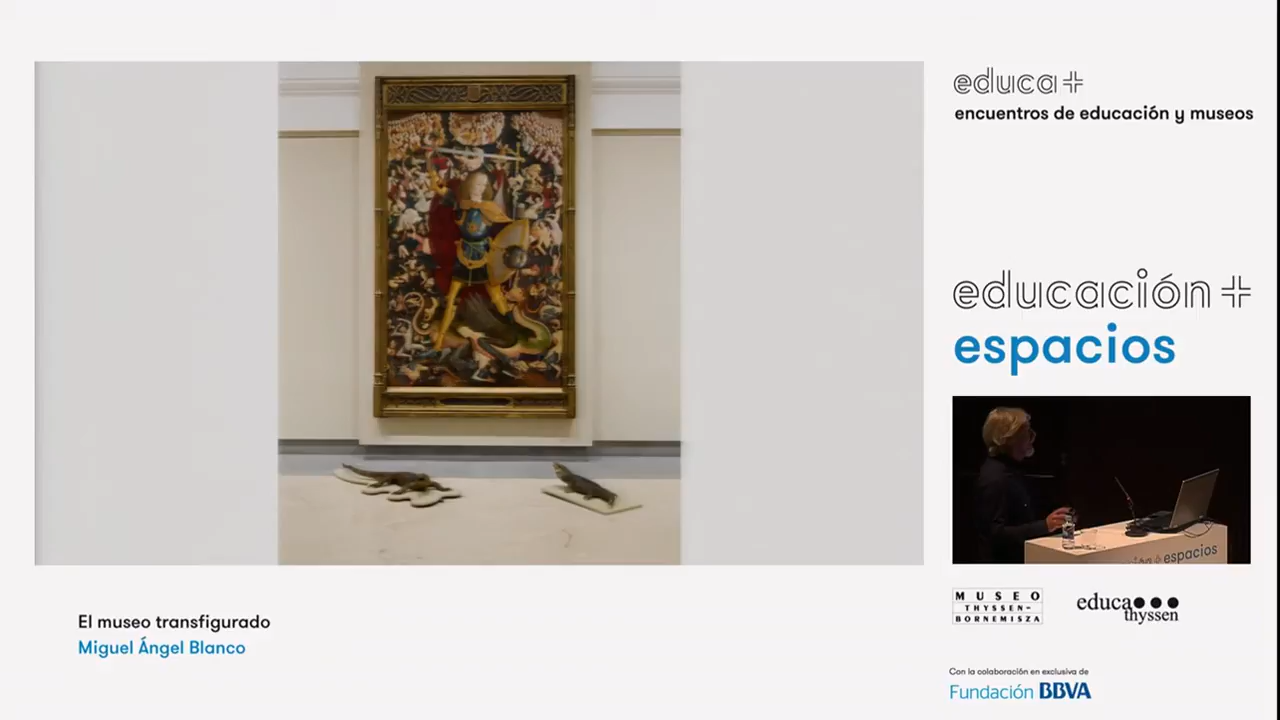 educa+
encuentros de educación y museos
educación +
espacios
+ espacios
El museo transfigurado
Miguel Ángel Blanco
MUSEO
THYSSEN-
BORNEMISZA
educa
thyssen
Con la colaboración en exclusiva de
Fundación BBVA